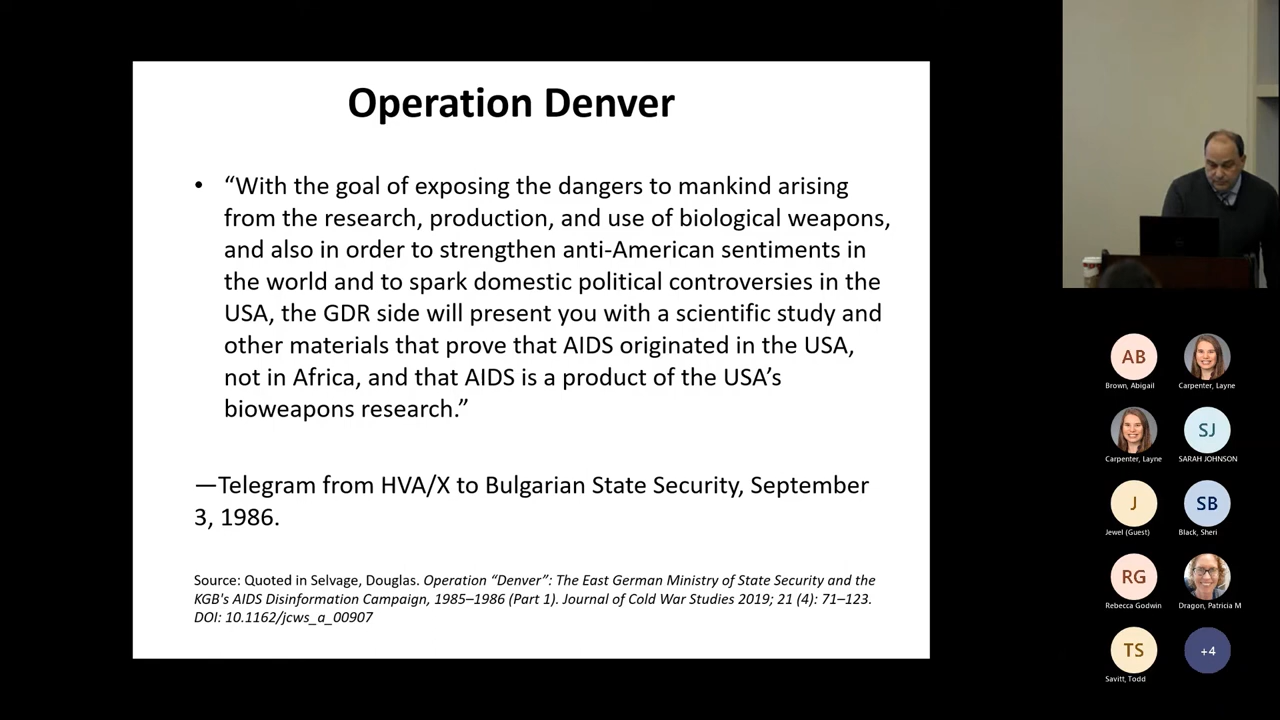 Operation Denver
• “With the goal of exposing the dangers to mankind arising
from the research, production, and use of biological weapons,
and also in order to strengthen anti-American sentiments in
the world and to spark domestic political controversies in the
USA, the GDR side will present you with a scientific study and
other materials that prove that AIDS originated in the USA,
not in Africa, and that AIDS is a product of the USA’s
bioweapons research.”
—Telegram from HVA/X to Bulgarian State Security, September
3, 1986.
Source: Quoted in Selvage, Douglas. Operation “Denver”: The East German Ministry of State Security and the
KGB's AIDS Disinformation Campaign, 1985–1986 (Part 1). Journal of Cold War Studies 2019; 21 (4): 71–123.
DOI: 10.1162/jcws_a_00907
AB
Brown, Abigail
Carpenter, Layne
Carpenter, Layne
SJ
SARAH JOHNSON
J
Jewel (Guest)
SB
Black, Sheri
RG
Rebecca Godwin
Dragon, Patricia M
TS
Savitt, Todd
+4